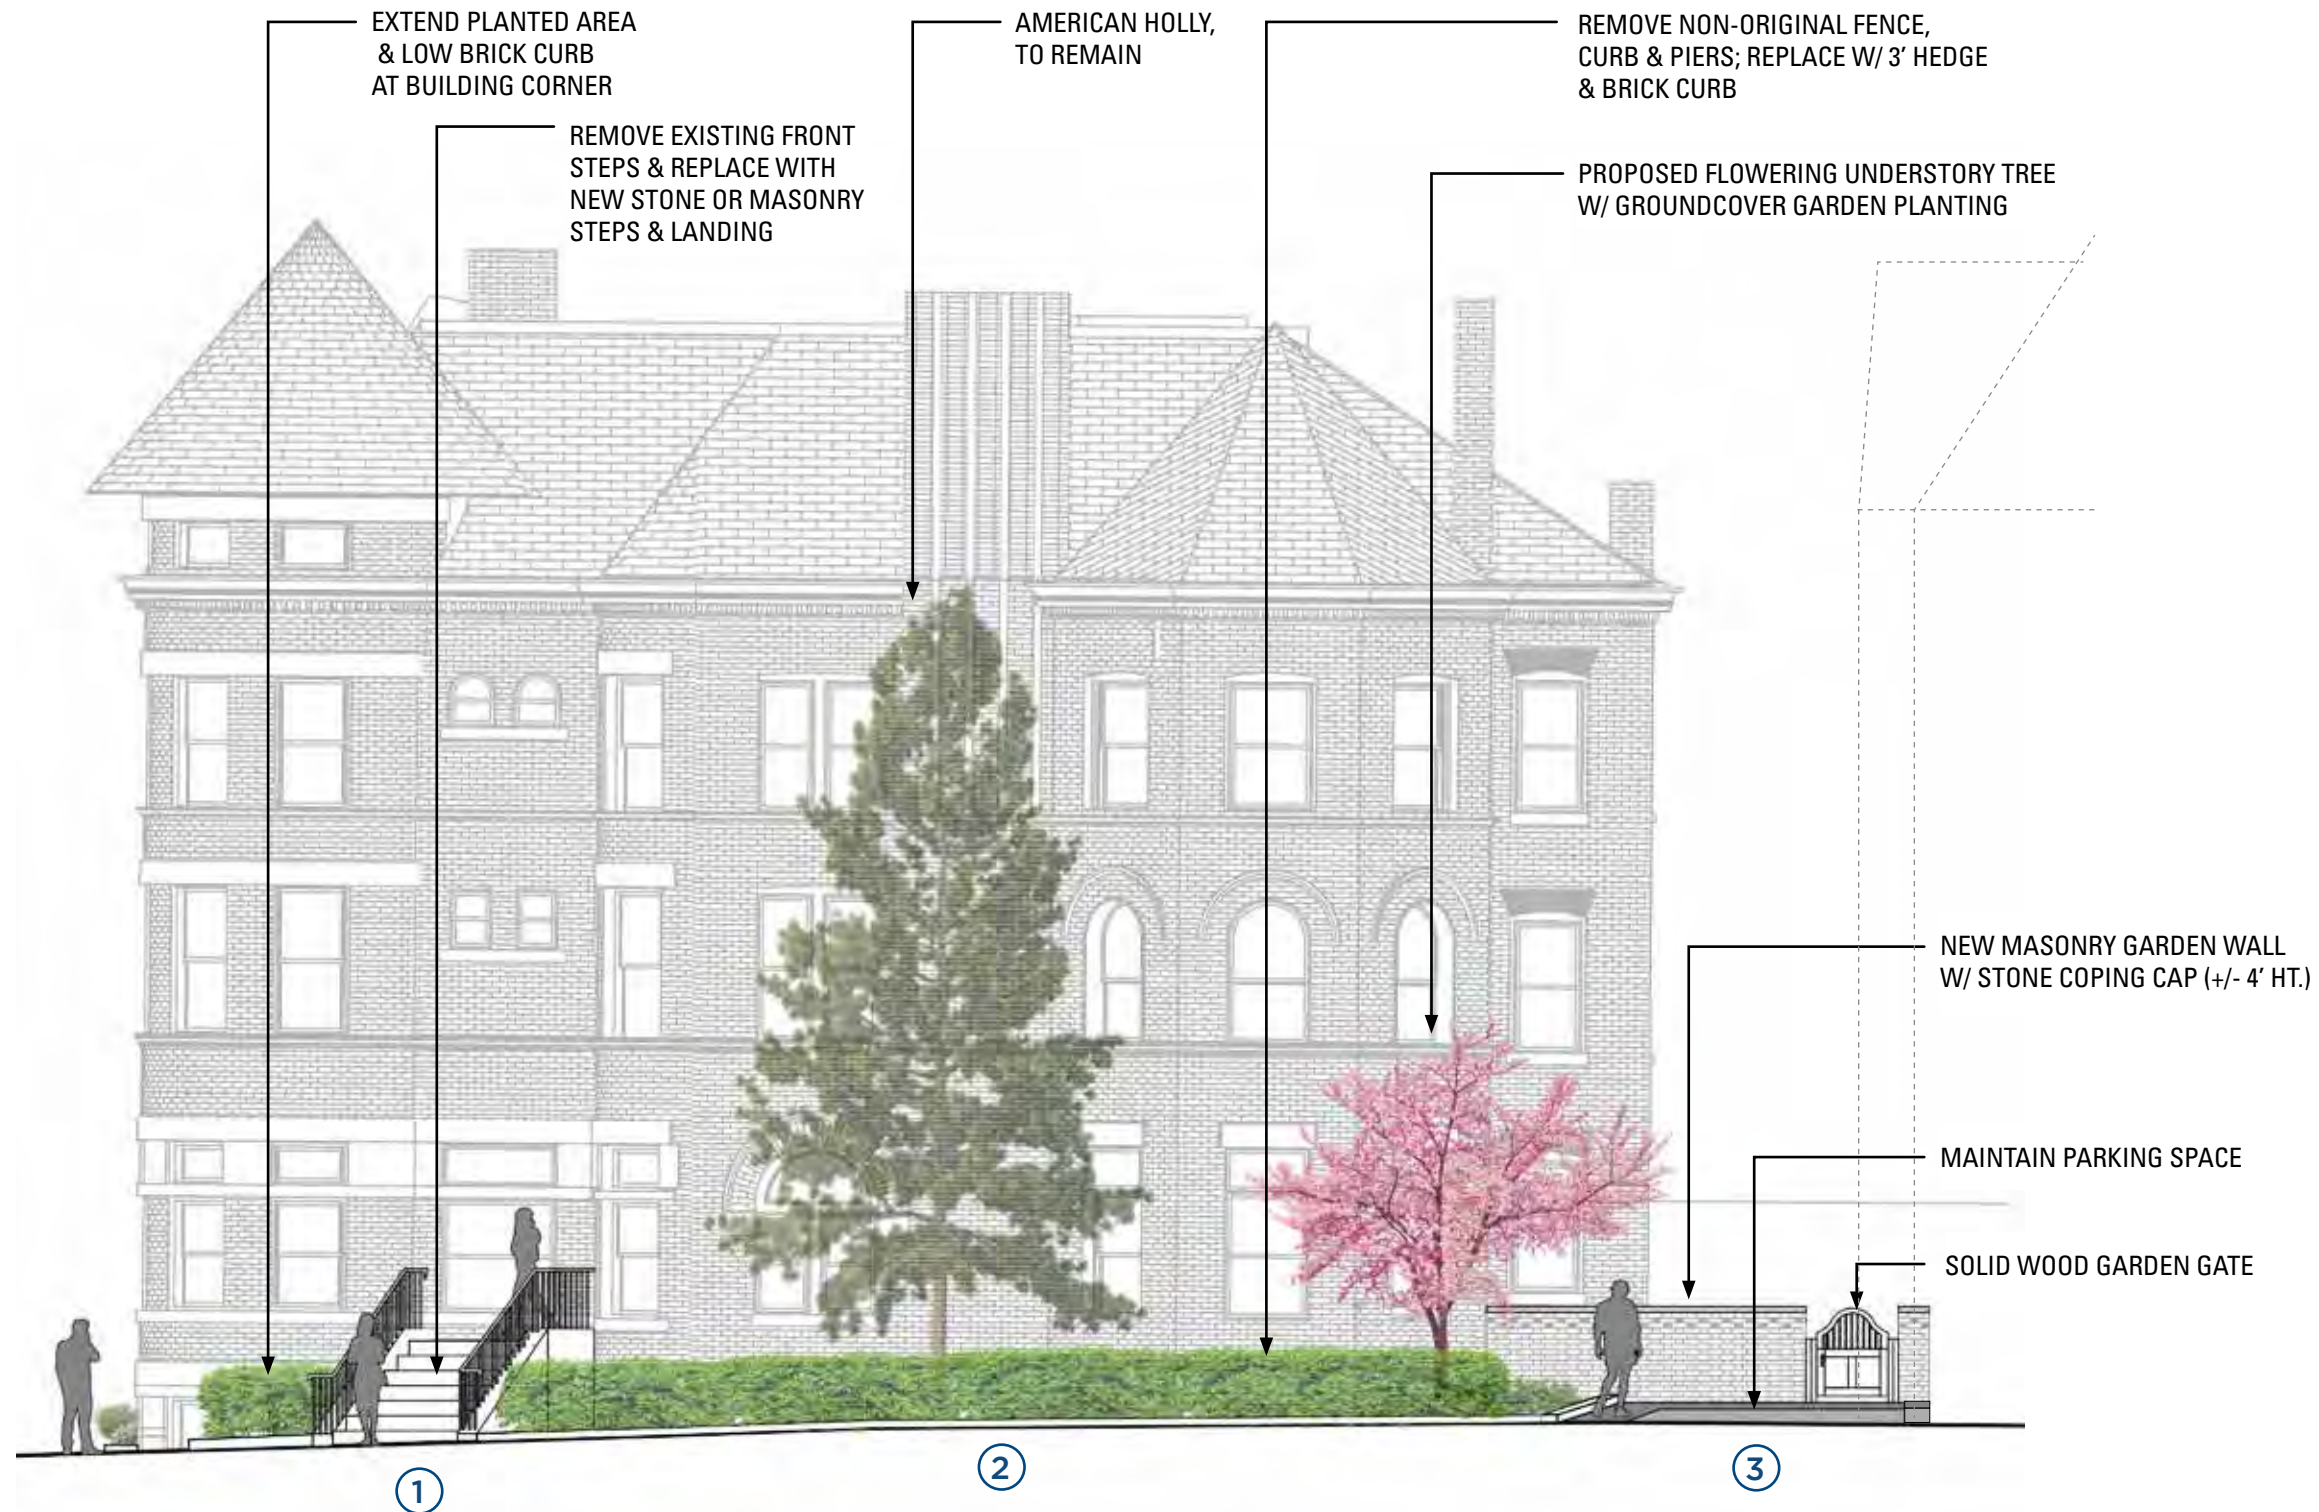 EXTEND PLANTED AREA
& LOW BRICK CURB
AT BUILDING CORNER
AMERICAN HOLLY,
TO REMAIN
REMOVE NON-ORIGINAL FENCE,
CURB & PIERS; REPLACE W/ 3’ HEDGE
& BRICK CURB
REMOVE EXISTING FRONT
STEPS & REPLACE WITH
NEW STONE OR MASONRY
STEPS & LANDING
PROPOSED FLOWERING UNDERSTORY TREE
W/ GROUNDCOVER GARDEN PLANTING
NEW MASONRY GARDEN WALL
W/ STONE COPING CAP (+/- 4’ HT.)
MAINTAIN PARKING SPACE
SOLID WOOD GARDEN GATE
1
2
3